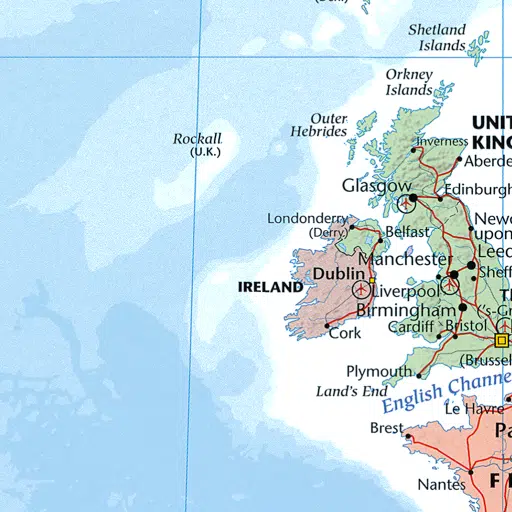 Shetland
Islands
Orkney
Islands
Outer
Hebrides
UNIT
KING
Rockall
(U.K.)
Inverness
Aberde
Glasgow
Edinburgh
Londonderry
(Derry)
Belfast
Newc
upon
Manchester
Leed
Dublin
Sheff
IRELAND
Liverpool
Birmingham
's-Gr
Cardiff
Bristol
Cork
(Brussel
Plymouth
Land's End
English Channe
Le Havre
Brest
Pa
Nantes
F